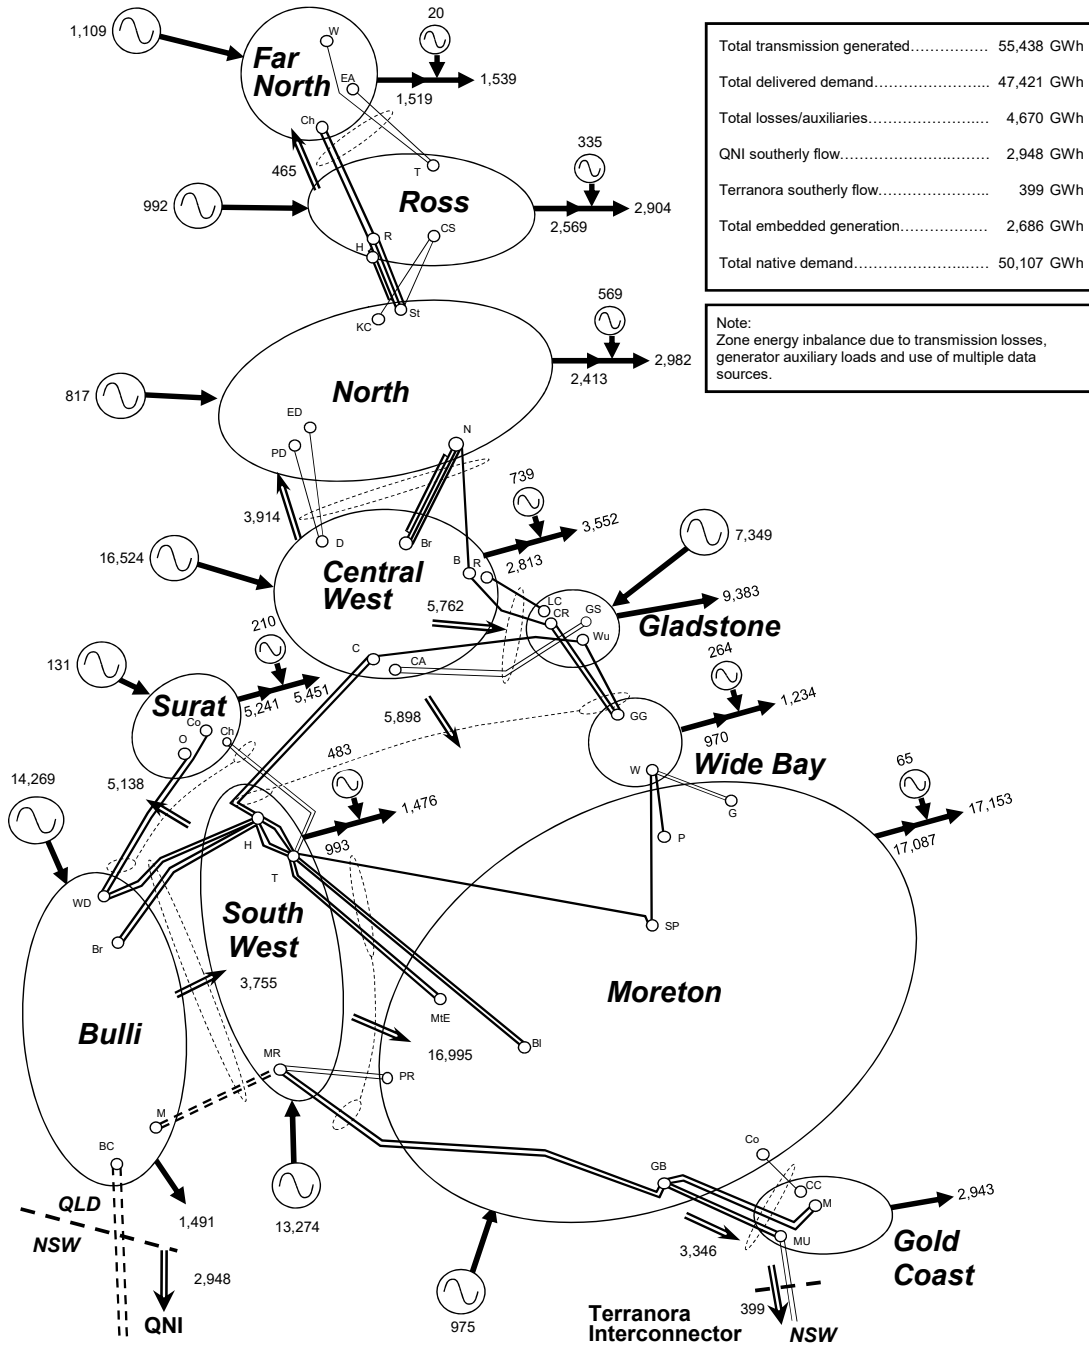 20
1,109
W
Far
North
EA
1,539
1,519
Ch
465
T
335
Ross
992
2,904
2,569
R
CS
H
St
KC
569
2,982
2,413
North
817
ED
N
PD
3,914
739
3,552
2,813
7,349
D
Br
B
R
16,524
Central
West
5,762
LC
CR
GS
Wu
9,383
Gladstone
C
CA
210
131
5,451
5,241
Surat
Co
O
Ch
5,898
264
1,234
970
GG
Wide Bay
W
G
P
483
5,138
14,269
1,476
993
H
T
65
17,153
17,087
WD
Br
South
West
SP
3,755
Moreton
MtE
Bulli
16,995
BI
MR
PR
M
BC
Co
GB
CC
M
2,943
MU
QLD
NSW
1,491
13,274
3,346
Gold
Coast
2,948
QNI
975
399
Terranora
Interconnector
NSW
Total transmission generated............... 55,438 GWh
Total delivered demand........................ 47,421 GWh
Total losses/auxiliaries........................ 4,670 GWh
QNI southerly flow............................. 2,948 GWh
Terranora southerly flow...................... 399 GWh
Total embedded generation................. 2,686 GWh
Total native demand............................ 50,107 GWh
Note:
Zone energy inbalance due to transmission losses,
generator auxiliary loads and use of multiple data
sources.